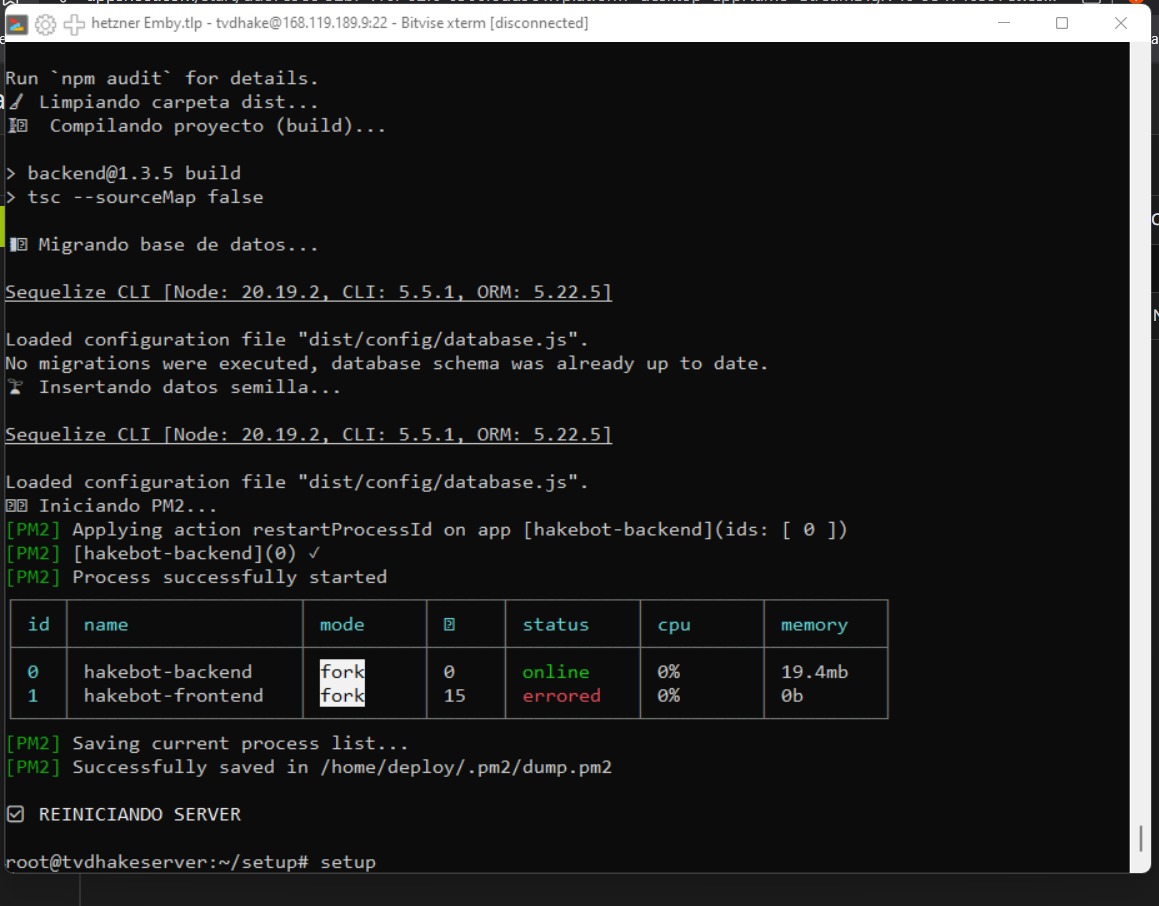 hetzner Emby.tlp - tvdhake@168.119.189.9:22 - Bitvise xterm [disconnected]
Run `npm audit` for details.
Limpiando carpeta dist...
Compilando proyecto (build)...
> backend@1.3.5 build
> tsc --sourceMap false
Migrando base de datos...
Sequelize CLI [Node: 20.19.2, CLI: 5.5.1, ORM: 5.22.5]
Loaded configuration file "dist/config/database.js".
No migrations were executed, database schema was already up to date.
Insertando datos semilla...
Sequelize CLI [Node: 20.19.2, CLI: 5.5.1, ORM: 5.22.5]
Loaded configuration file "dist/config/database.js".
Iniciando PM2...
[PM2] Applying action restartProcessId on app [hakebot-backend](ids: [ 0 ])
[PM2] [hakebot-backend](0) ✓
[PM2] Process successfully started
id name mode status cpu memory
0 hakebot-backend fork 0 online 0% 19.4mb
1 hakebot-frontend fork 15 errored 0% 0b
[PM2] Saving current process list...
[PM2] Successfully saved in /home/deploy/.pm2/dump.pm2
REINICIANDO SERVER
root@tvdhakeserver:~/setup# setup